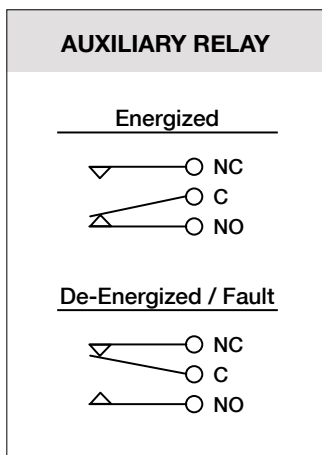 AUXILIARY RELAY
Energized
NC
C
NO
De-Energized / Fault
NC
C
NO